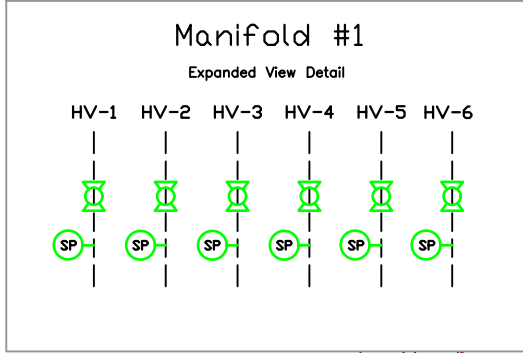 Manifold #1
Expanded View Detail
HV-1 HV-2 HV-3 HV-4 HV-5 HV-6
SP SP SP SP SP SP